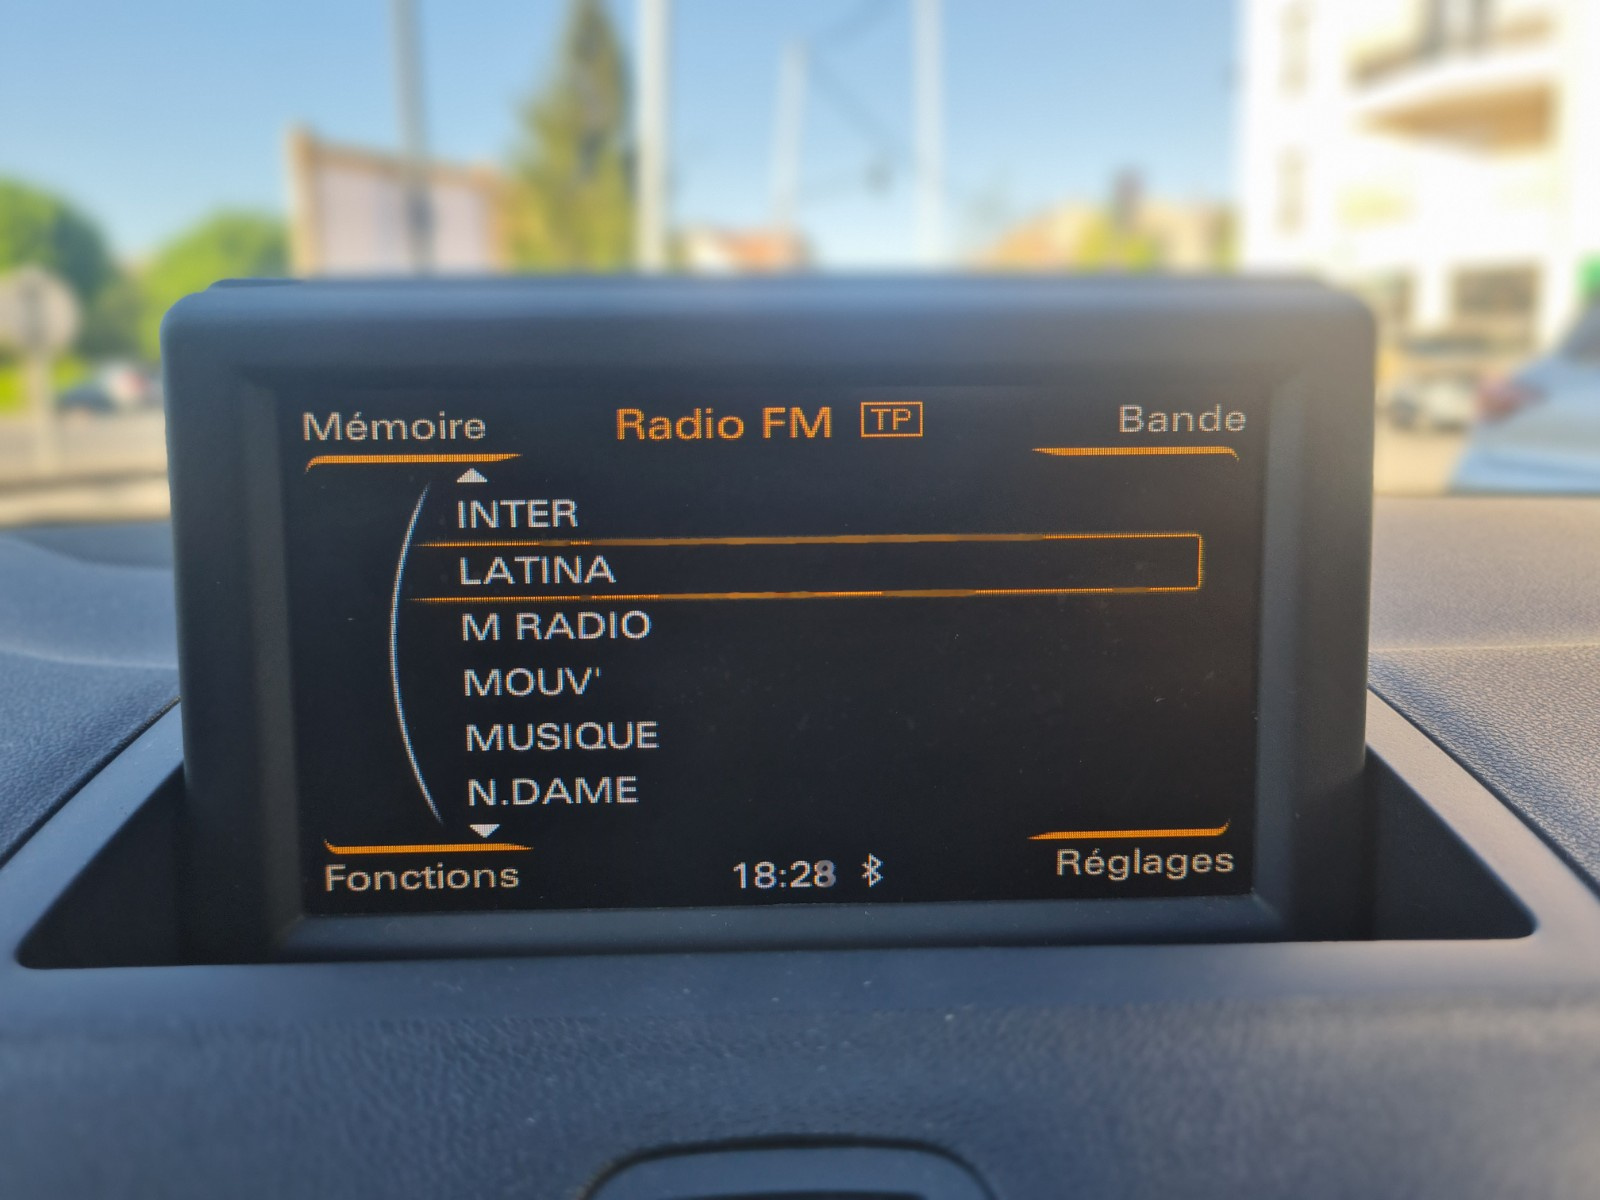 Mémoire Radio FM TP Bande
INTER
LATINA
M RADIO
MOUV'
MUSIQUE
N.DAME
Fonctions 18:28 Réglages